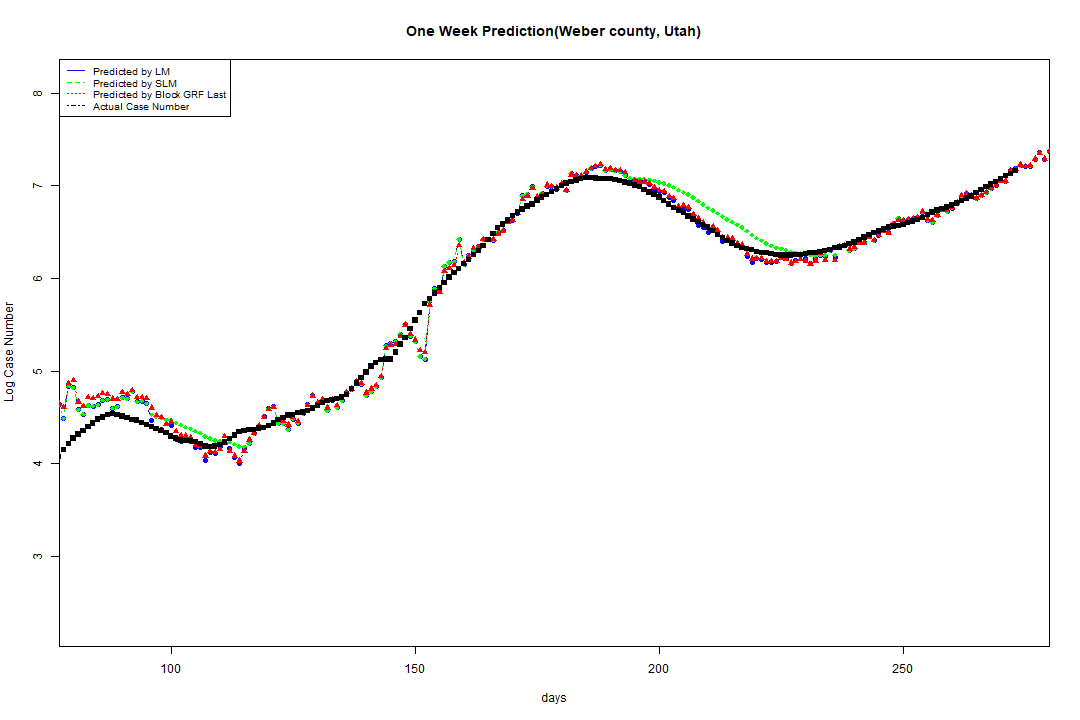 One Week Prediction(Weber county, Utah)
Predicted by LM
Predicted by SLM
Predicted by Block GRF Last
Actual Case Number
8
7
6
5
4
3
Log Case Number
100 150 200 250
days